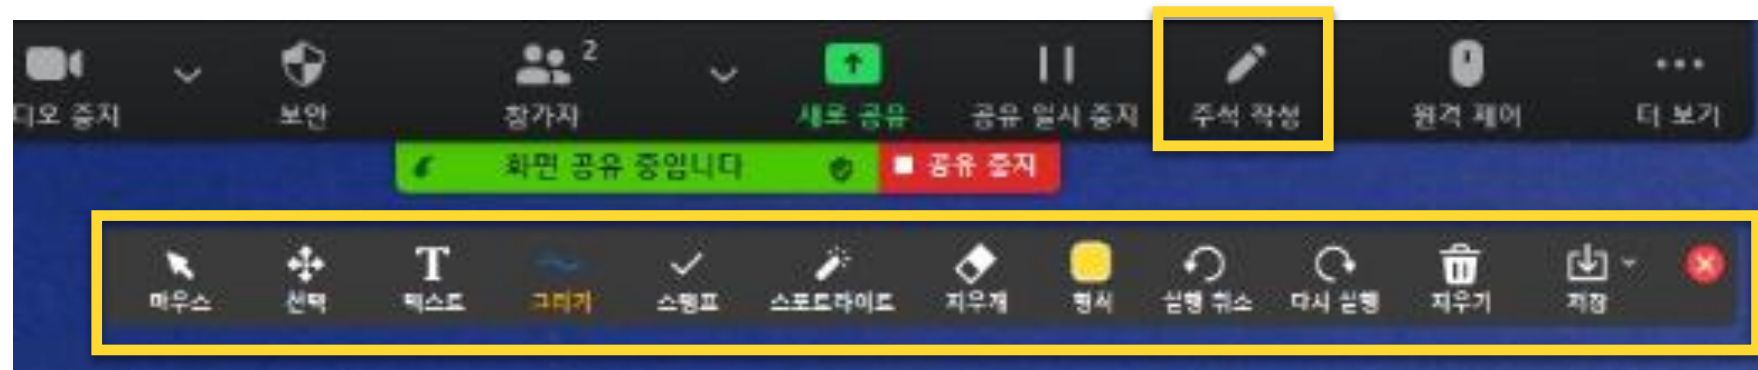 2
디오 중지 보안 참가자 새로 공유 공유 일시 중지 주석 작성 원격 제어 더 보기
화면 공유 중입니다 공유 중지
T
마우스 선택 텍스트 그리기 스탬프 스포트라이트 지우개 형식 실행 취소 다시 실행 지우기 저장